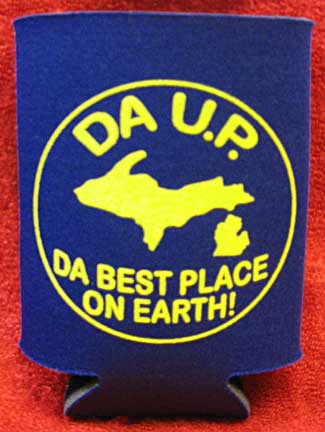 DA U.P.
DA BEST PLACE
ON EARTH!